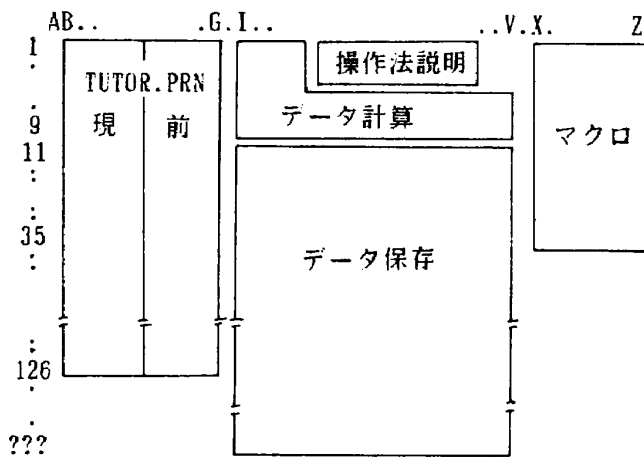 AB.. .G.I.. ..V.X. Z
1
.
操作法説明
TUTOR.PRN
.
9
現 前
データ計算
11
マクロ
:
.
35
データ保存
:
:
126
.
.
???